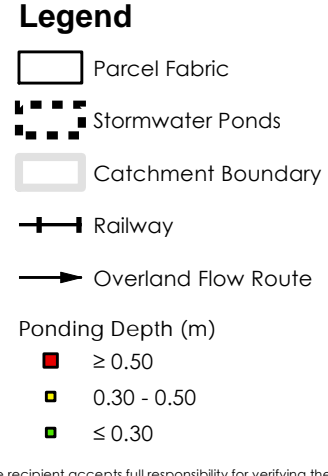 Legend
Parcel Fabric
Stormwater Ponds
Catchment Boundary
Railway
Overland Flow Route
Ponding Depth (m)
≥ 0.50
0.30 - 0.50
≤ 0.30
e recipient accepts full responsibility for verifying the